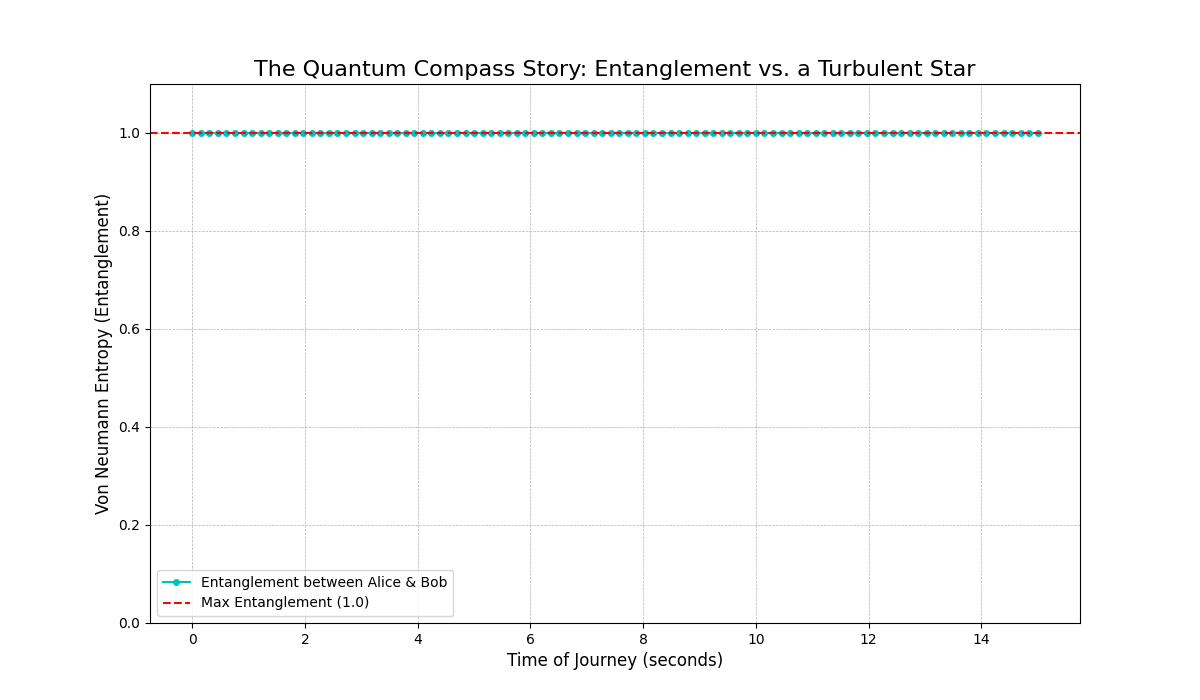 The Quantum Compass Story: Entanglement vs. a Turbulent Star
Von Neumann Entropy (Entanglement)
1.0
0.8
0.6
0.4
0.2
0.0
Entanglement between Alice & Bob
Max Entanglement (1.0)
0 2 4 6 8 10 12 14
Time of Journey (seconds)